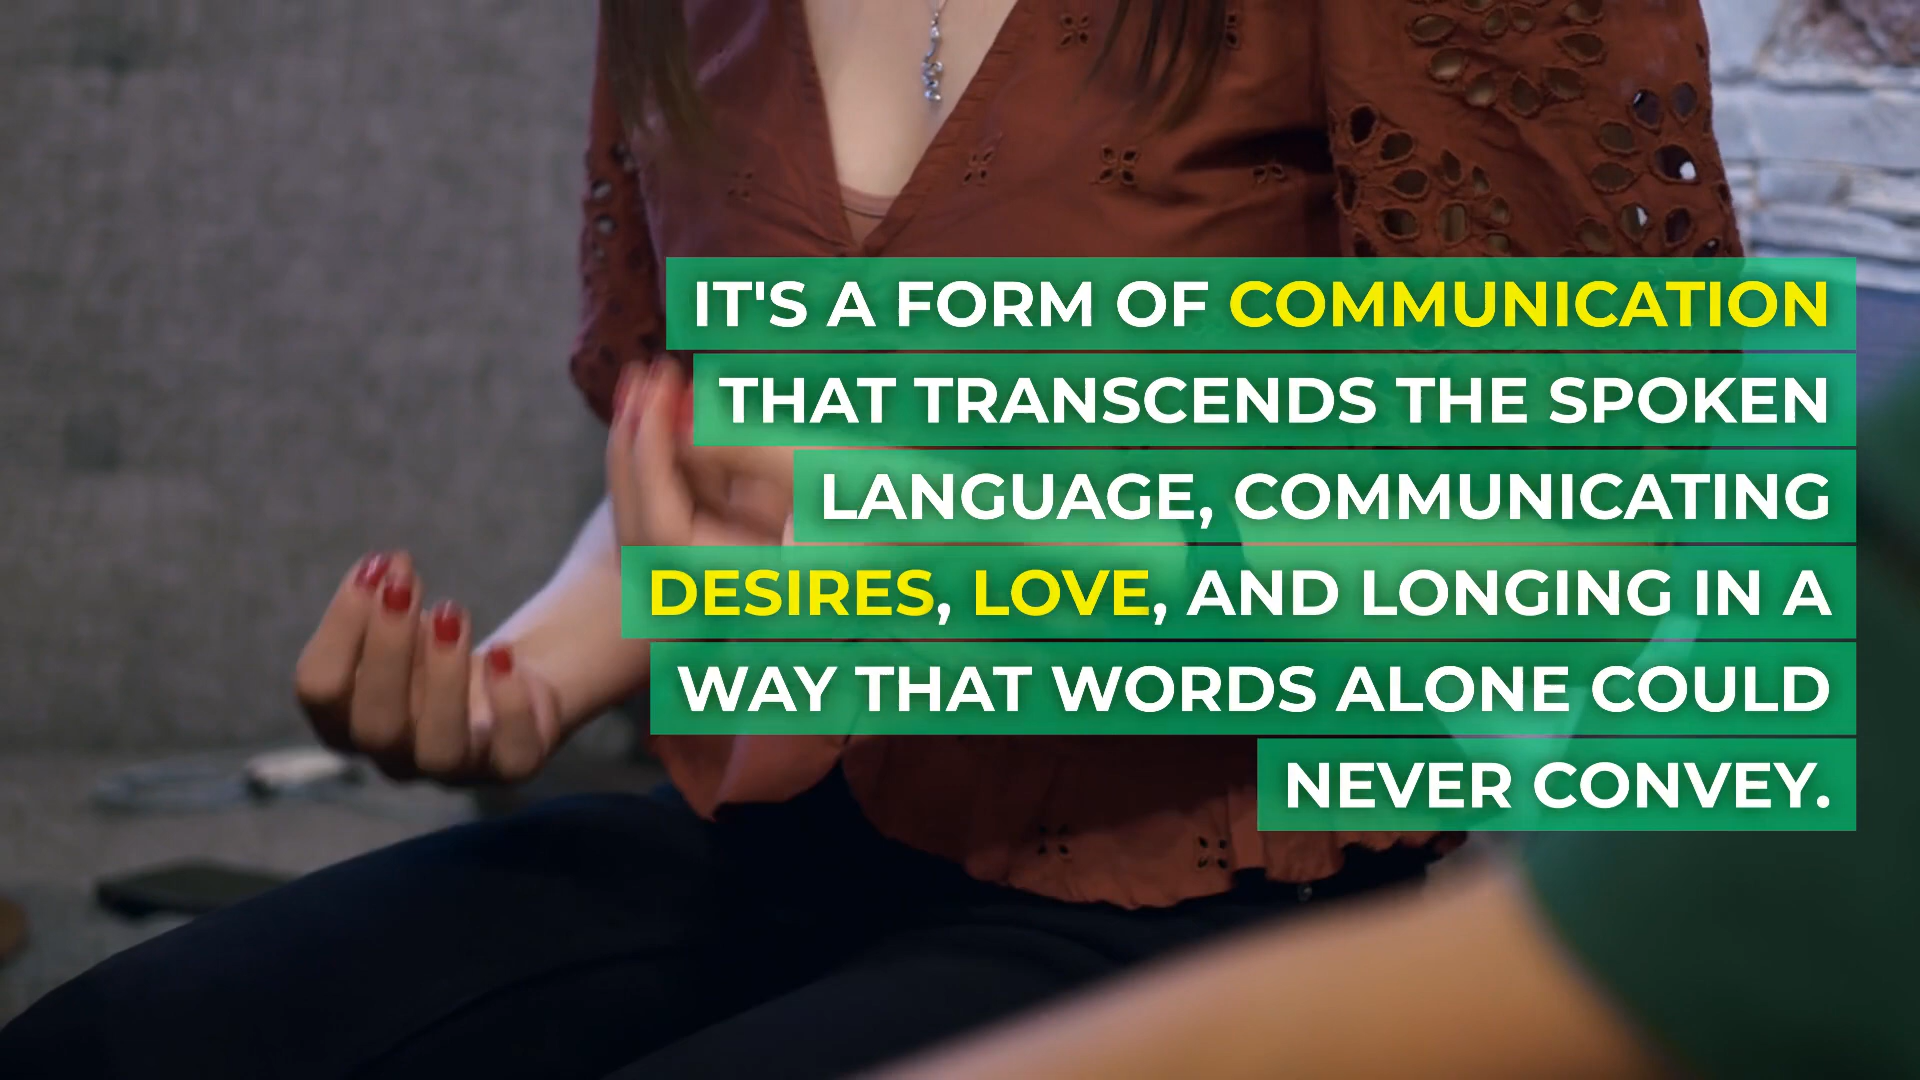 IT'S A FORM OF COMMUNICATION
THAT TRANSCENDS THE SPOKEN
LANGUAGE, COMMUNICATING
DESIRES, LOVE, AND LONGING IN A
WAY THAT WORDS ALONE COULD
NEVER CONVEY.